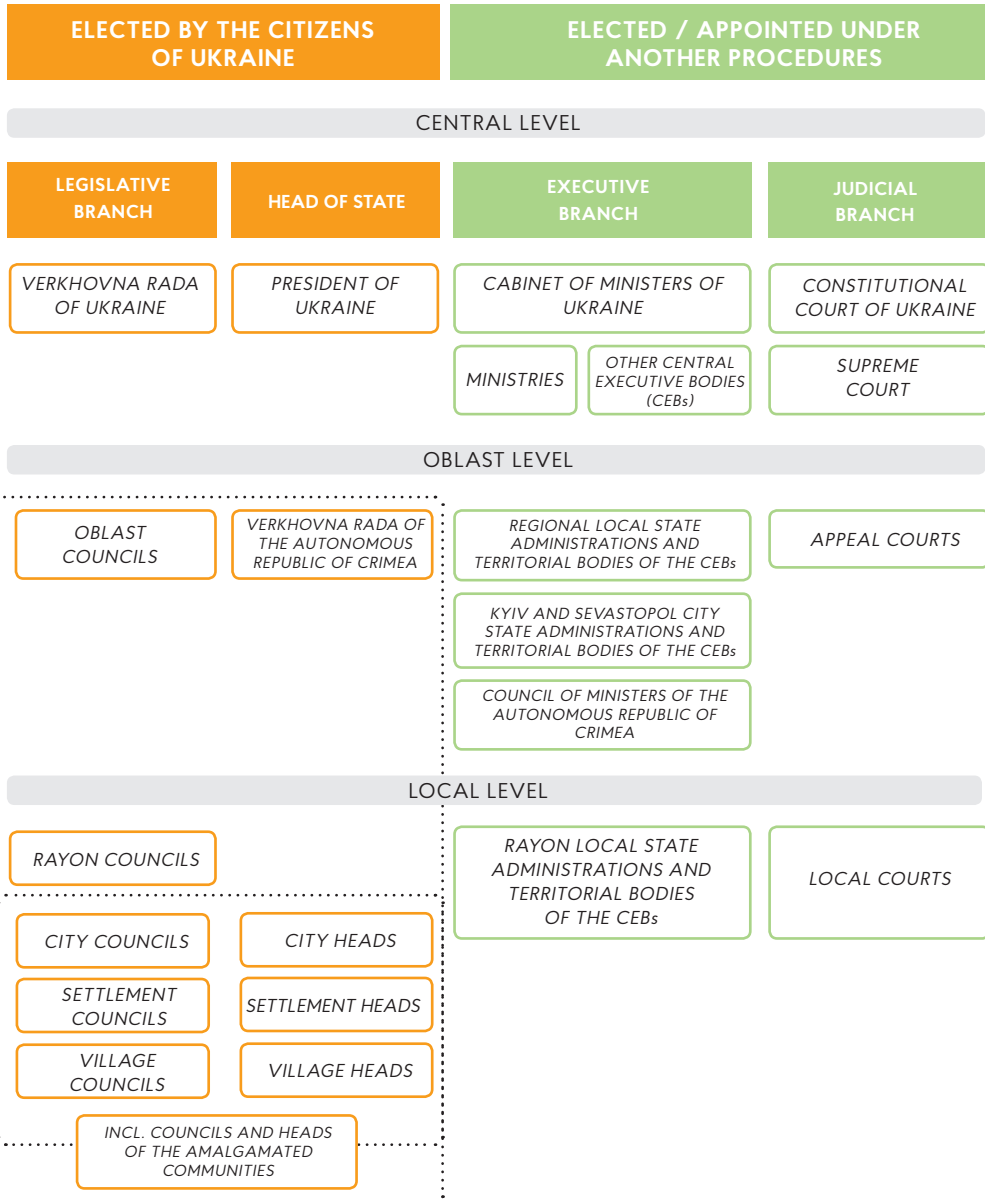 ELECTED BY THE CITIZENS
OF UKRAINE
ELECTED / APPOINTED UNDER
ANOTHER PROCEDURES
CENTRAL LEVEL
LEGISLATIVE
BRANCH
HEAD OF STATE
EXECUTIVE
BRANCH
JUDICIAL
BRANCH
VERKHOVNA RADA
OF UKRAINE
PRESIDENT OF
UKRAINE
CABINET OF MINISTERS OF
UKRAINE
CONSTITUTIONAL
COURT OF UKRAINE
MINISTRIES
OTHER CENTRAL
EXECUTIVE BODIES
(CEBs)
SUPREME
COURT
OBLAST LEVEL
OBLAST
COUNCILS
VERKHOVNA RADA OF
THE AUTONOMOUS
REPUBLIC OF CRIMEA
REGIONAL LOCAL STATE
ADMINISTRATIONS AND
TERRITORIAL BODIES OF THE CEBs
APPEAL COURTS
KYIV AND SEVASTOPOL CITY
STATE ADMINISTRATIONS AND
TERRITORIAL BODIES OF THE CEBs
COUNCIL OF MINISTERS OF THE
AUTONOMOUS REPUBLIC OF
CRIMEA
LOCAL LEVEL
RAYON COUNCILS
RAYON LOCAL STATE
ADMINISTRATIONS AND
TERRITORIAL BODIES
OF THE CEBs
LOCAL COURTS
CITY COUNCILS
CITY HEADS
SETTLEMENT
COUNCILS
SETTLEMENT HEADS
VILLAGE
COUNCILS
VILLAGE HEADS
INCL. COUNCILS AND HEADS
OF THE AMALGAMATED
COMMUNITIES